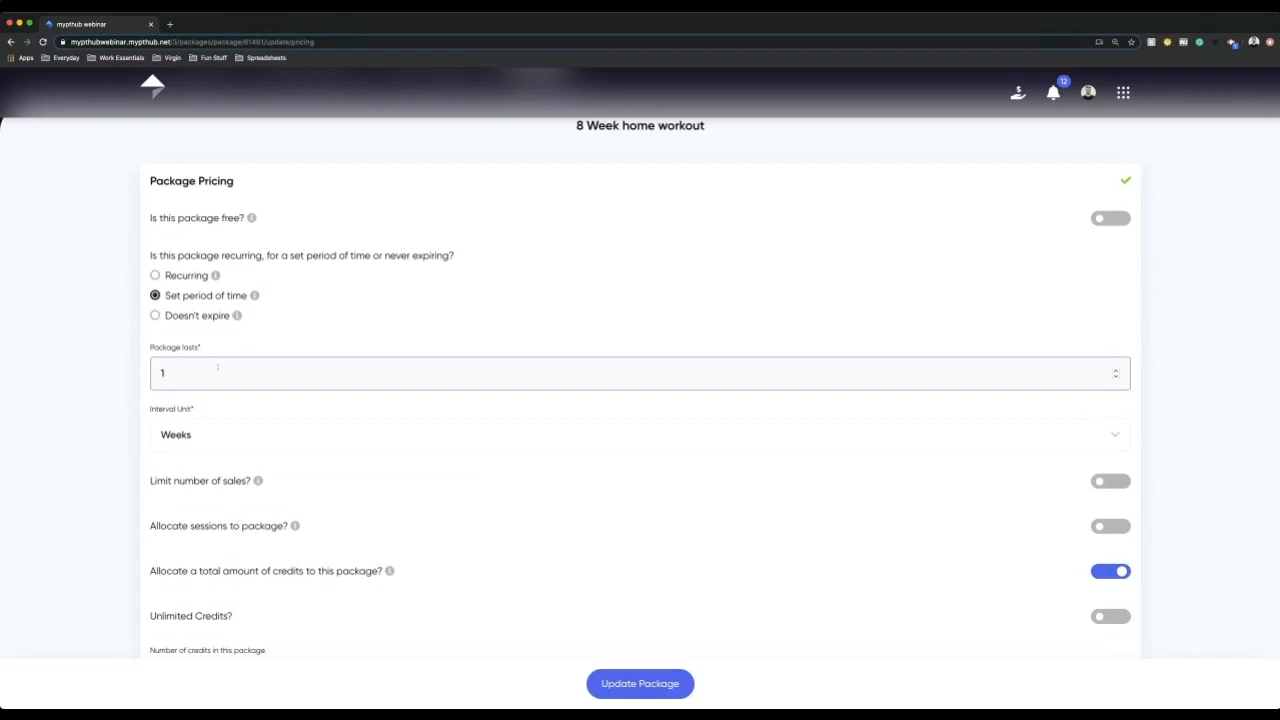 mypthub webinar
mypthubwebinar.mypthub.net/3/packages/package/81461/update/pricing
Apps Everyday Work Essentials Virgin Fun Stuff Spreadsheets
12
8 Week home workout
Package Pricing
Is this package free?
Is this package recurring, for a set period of time or never expiring?
Recurring
Set period of time
Doesn't expire
Package lasts*
1
Interval Unit*
Weeks
Limit number of sales?
Allocate sessions to package?
Allocate a total amount of credits to this package?
Unlimited Credits?
Number of credits in this package
Update Package